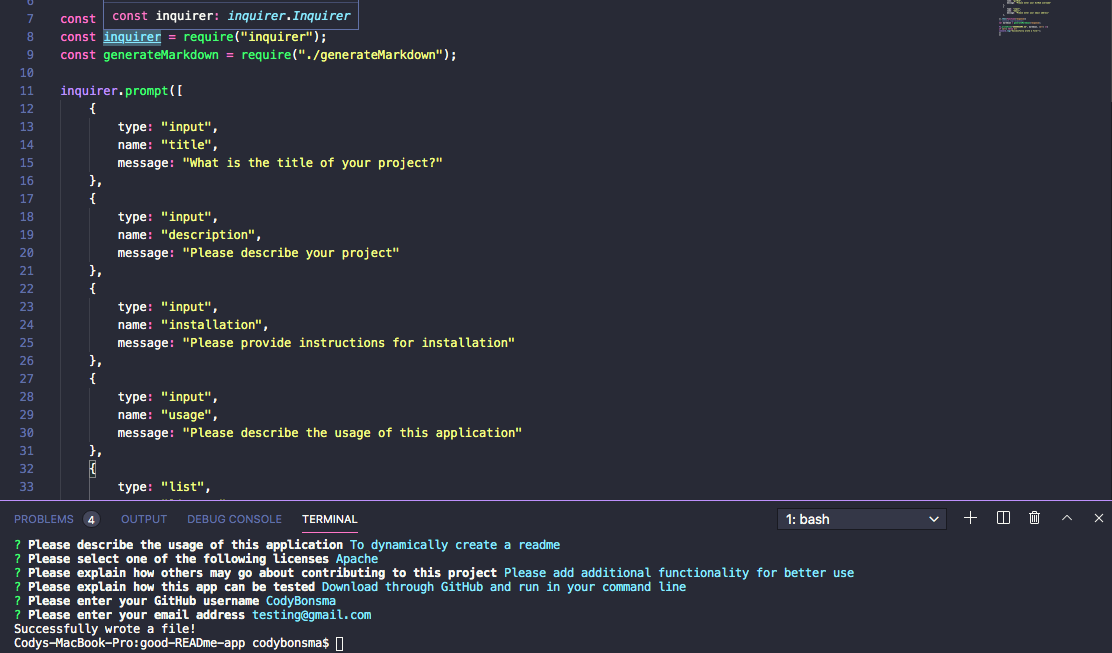 6
const inquirer: inquirer.Inquirer
7 const
8 const inquirer = require("inquirer");
9 const generateMarkdown = require("./generateMarkdown");
10
11 inquirer.prompt([
12 {
13 type: "input",
14 name: "title",
15 message: "What is the title of your project?"
16 },
17 {
18 type: "input",
19 name: "description",
20 message: "Please describe your project"
21 },
22 {
23 type: "input",
24 name: "installation",
25 message: "Please provide instructions for installation"
26 },
27 {
28 type: "input",
29 name: "usage",
30 message: "Please describe the usage of this application"
31 },
32 {
33 type: "list",
PROBLEMS 4 OUTPUT DEBUG CONSOLE TERMINAL 1: bash
? Please describe the usage of this application To dynamically create a readme
? Please select one of the following licenses Apache
? Please explain how others may go about contributing to this project Please add additional functionality for better use
? Please explain how this app can be tested Download through GitHub and run in your command line
? Please enter your GitHub username CodyBonsma
? Please enter your email address testing@gmail.com
Successfully wrote a file!
Codys-MacBook-Pro:good-READme-app codybonsma$